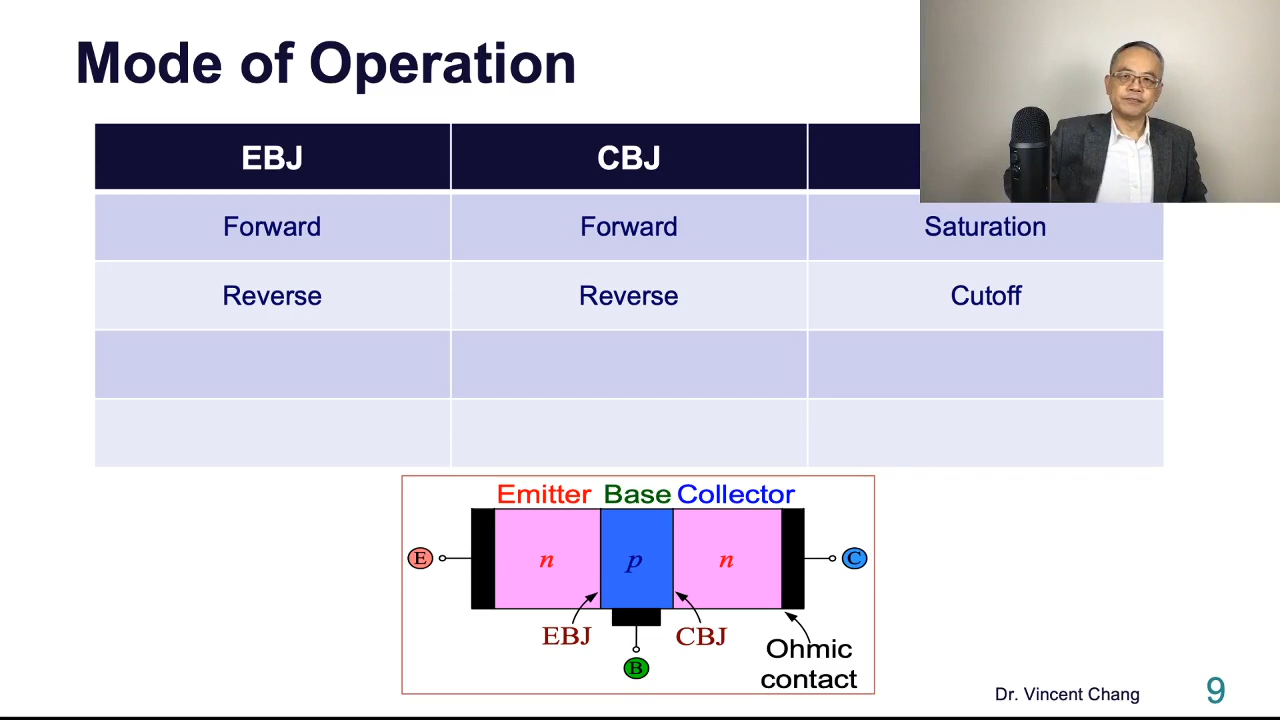 Mode of Operation
EBJ CBJ
Forward Forward Saturation
Reverse Reverse Cutoff
Emitter Base Collector
E n p n C
EBJ CBJ
Ohmic
contact
B
Dr. Vincent Chang 9